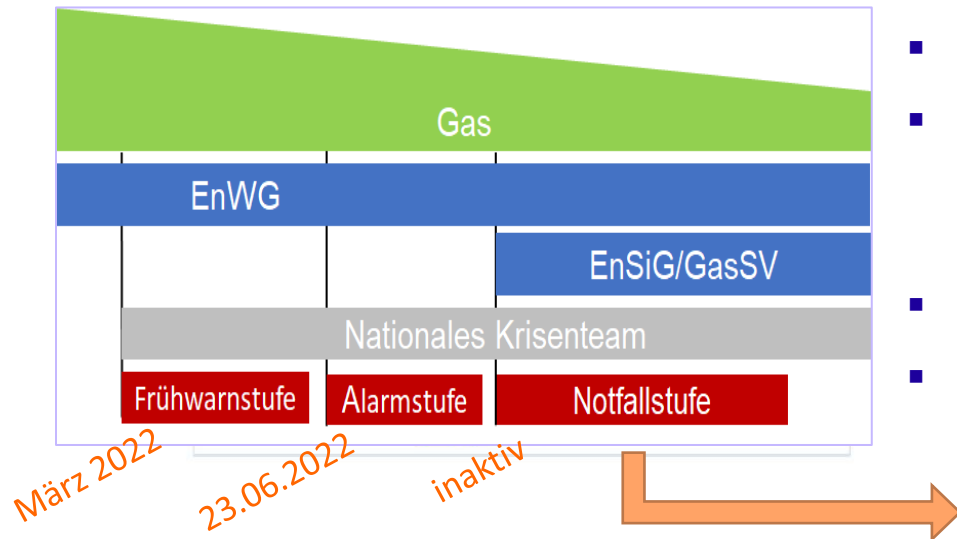 Gas
EnWG
EnSiG/GasSV
Nationales Krisenteam
Frühwarnstufe
Alarmstufe
Notfallstufe
März 2022
23.06.2022
inaktiv